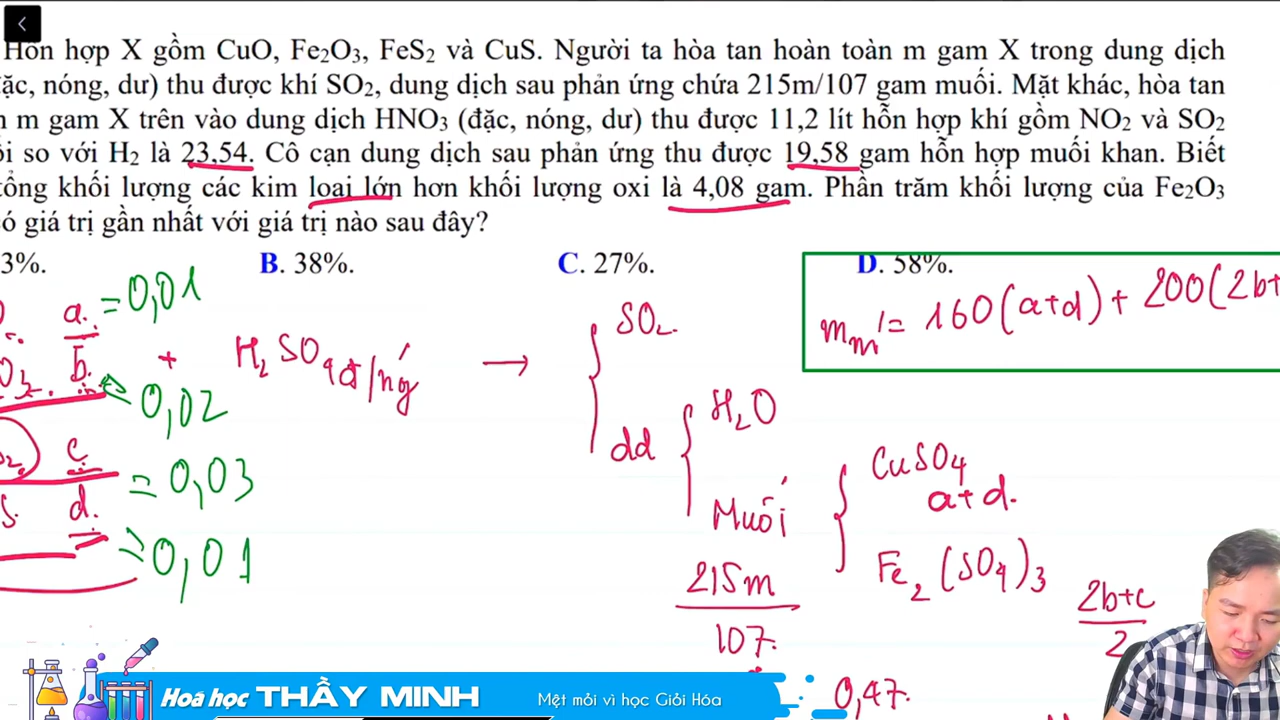 Hỗn hợp X gồm CuO, Fe2O3, FeS2 và CuS. Người ta hòa tan hoàn toàn m gam X trong dung dịch
đặc, nóng, dư) thu được khí SO2, dung dịch sau phản ứng chứa 215m/107 gam muối. Mặt khác, hòa tan
m gam X trên vào dung dịch HNO3 (đặc, nóng, dư) thu được 11,2 lít hỗn hợp khí gồm NO2 và SO2
so với H2 là 23,54. Cô cạn dung dịch sau phản ứng thu được 19,58 gam hỗn hợp muối khan. Biết
tổng khối lượng các kim loại lớn hơn khối lượng oxi là 4,08 gam. Phần trăm khối lượng của Fe2O3
có giá trị gần nhất với giá trị nào sau đây?
3%. B. 38%. C. 27%. D. 58%.
a = 0,01
b = 0,02
c = 0,03
d = 0,01
+ H2SO4đ/nóg →
SO2.
dd
H2O
Muối
215m
107.
CuSO4
a+d.
Fe2(SO4)3
2b+c
2
mm' = 160(a+d) + 200(2b+
0,47.
Hoá học THẦY MINH
Mệt mỏi vì học Giỏi Hóa